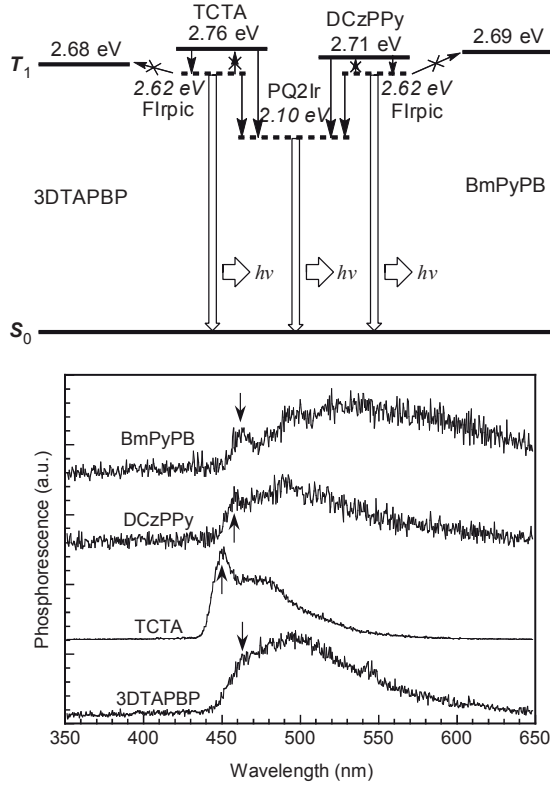 TCTA
DCzPPy
2.76 eV
2.71 eV
2.68 eV
2.69 eV
T1
2.62 eV
FIrpic
PQ2Ir
2.10 eV
2.62 eV
FIrpic
3DTAPBP
BmPyPB
hν
hν
hν
S0
BmPyPB
DCzPPy
TCTA
3DTAPBP
Phosphorescence (a.u.)
350 400 450 500 550 600 650
Wavelength (nm)